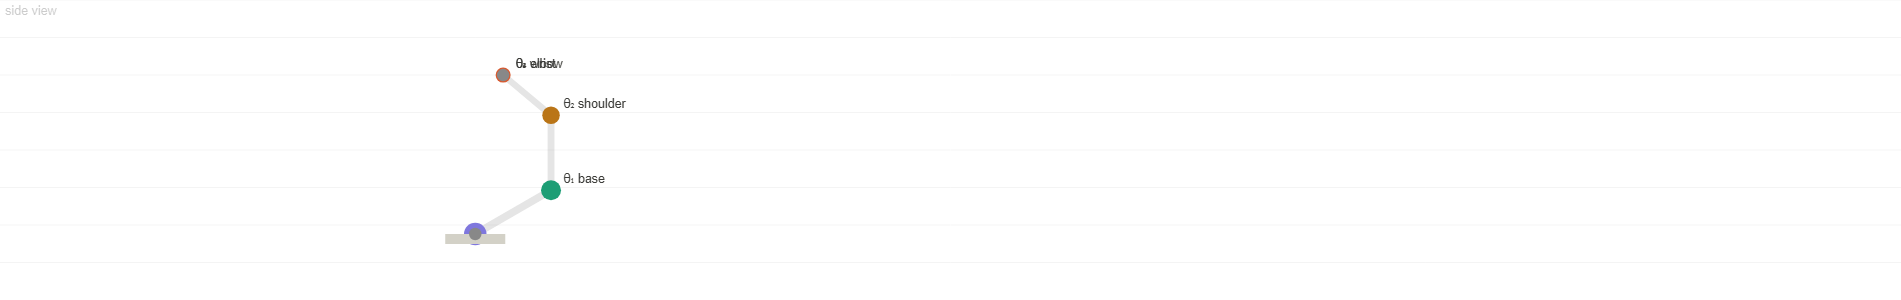 side view
θ₂ shoulder
θ₁ base